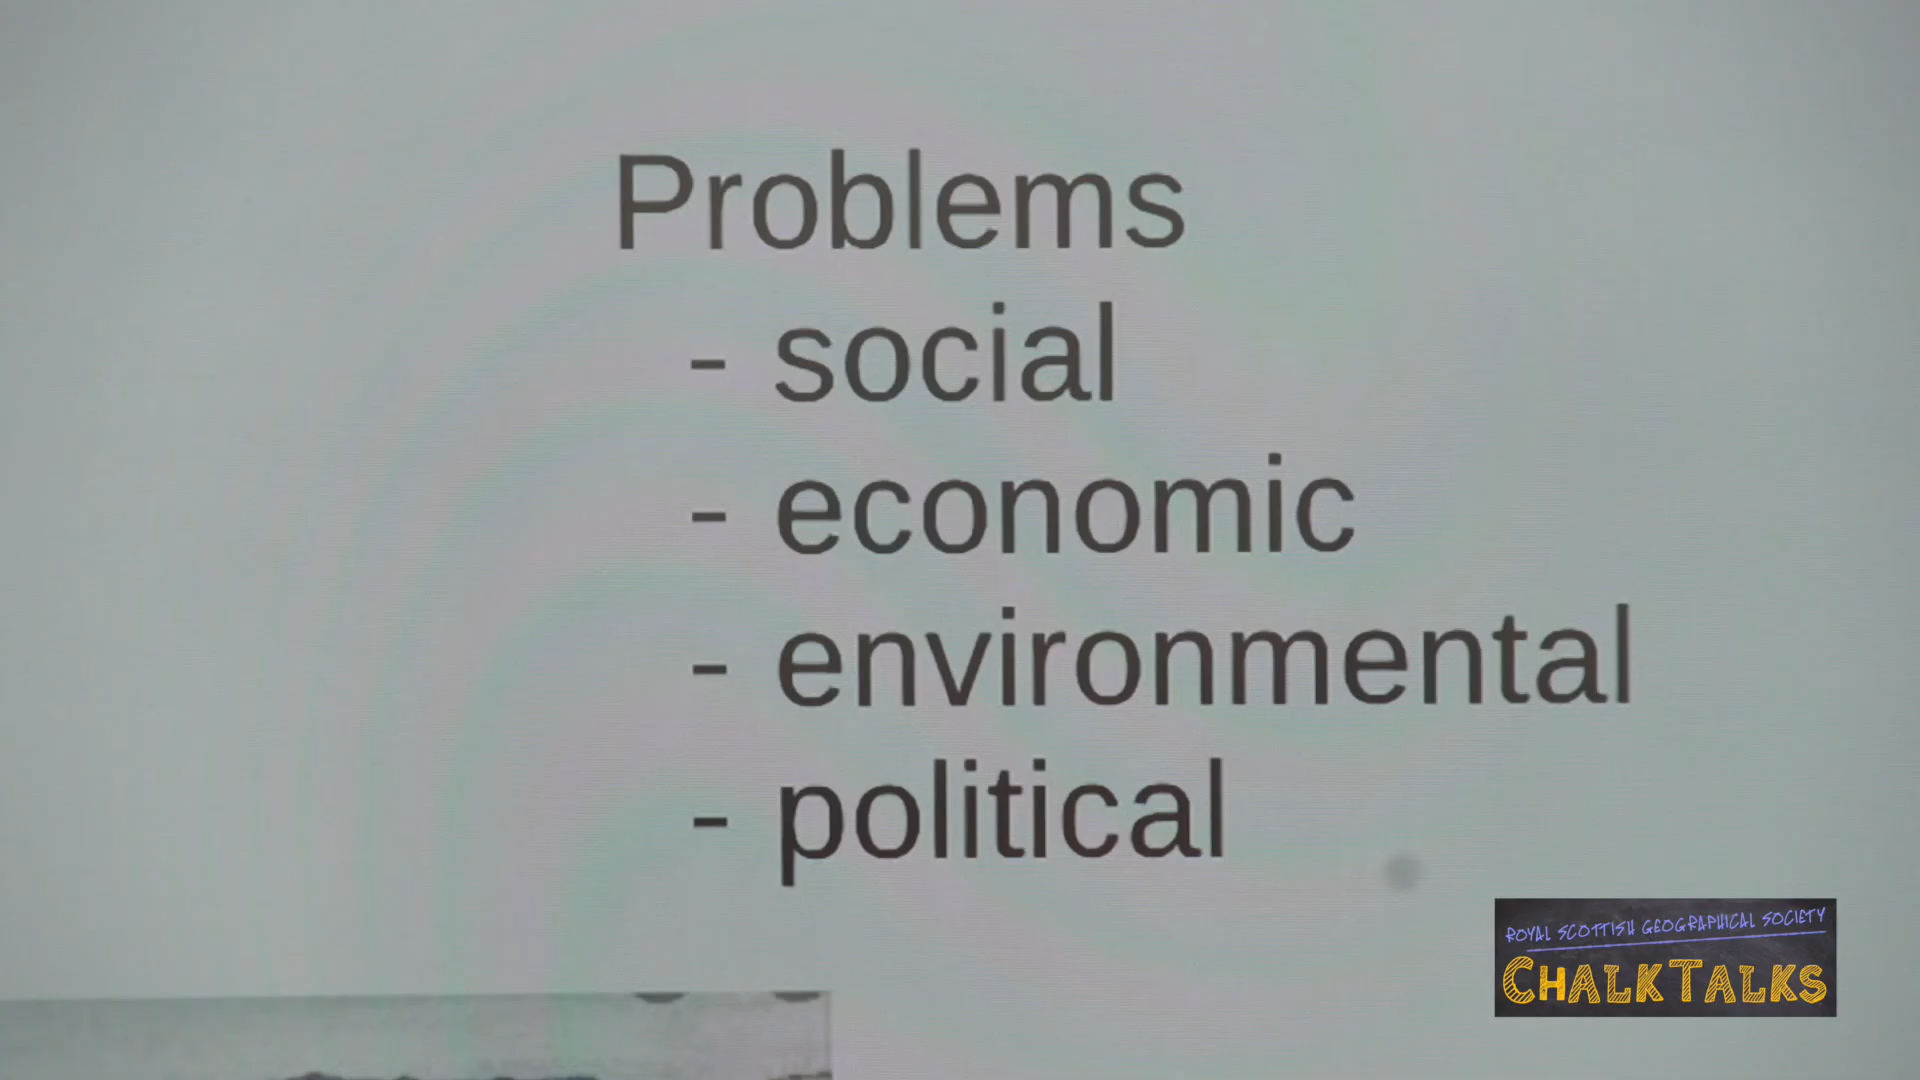 Problems
- social
- economic
- environmental
- political
ROYAL SCOTTISH GEOGRAPHICAL SOCIETY
CHALKTALKS